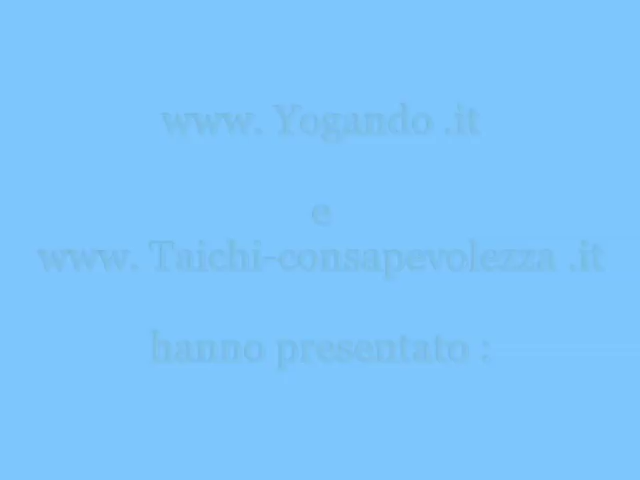 www. Yogando .it
e
www. Taichi-consapevolezza .it
hanno presentato :